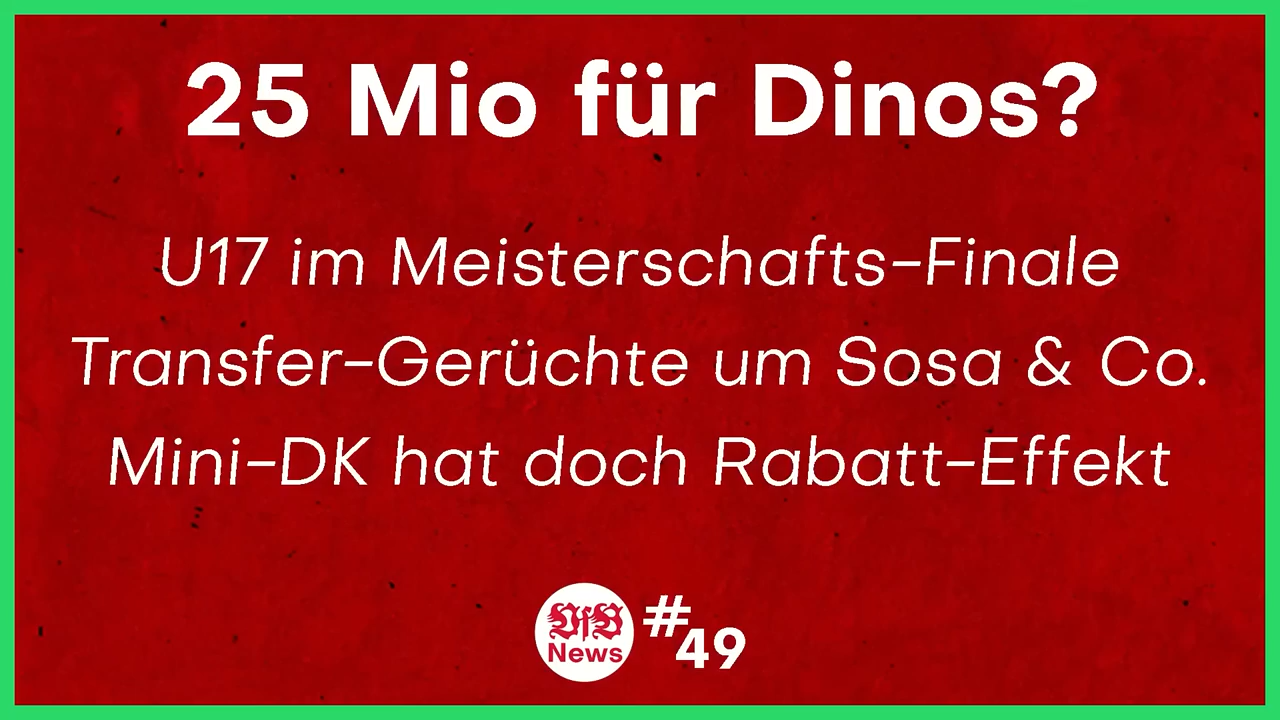 25 Mio für Dinos?
U17 im Meisterschafts-Finale
Transfer-Gerüchte um Sosa & Co.
Mini-DK hat doch Rabatt-Effekt
VfB
News
#49